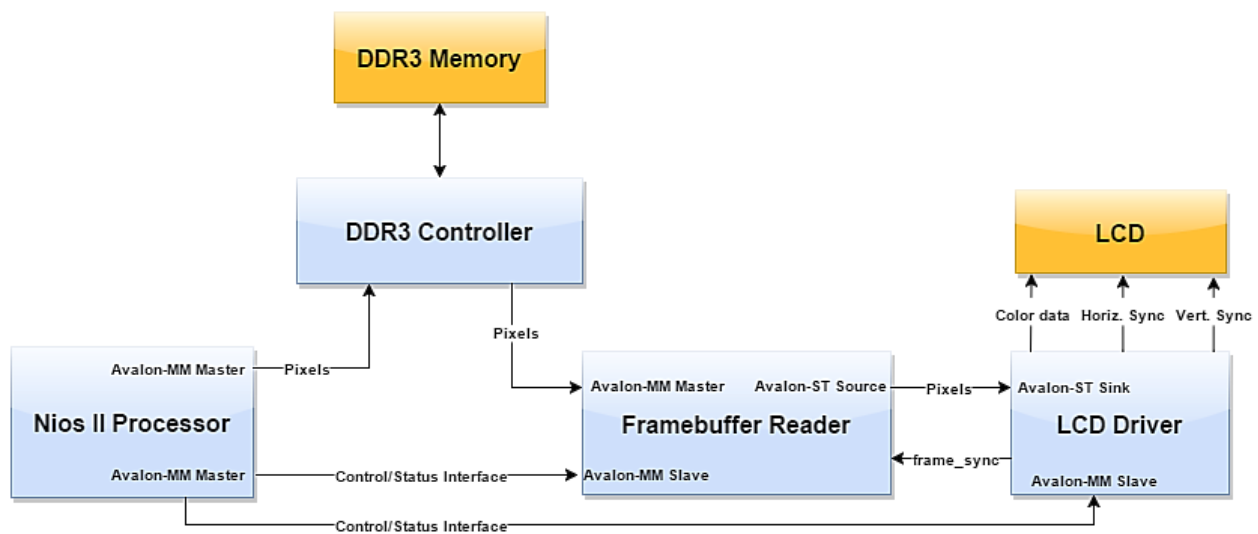 DDR3 Memory
DDR3 Controller
LCD
Color data
Horiz. Sync
Vert. Sync
Pixels
Avalon-MM Master
Pixels
Nios II Processor
Avalon-MM Master
Avalon-MM Master
Avalon-ST Source
Framebuffer Reader
Avalon-MM Slave
Pixels
frame_sync
Avalon-ST Sink
LCD Driver
Avalon-MM Slave
Control/Status Interface
Control/Status Interface